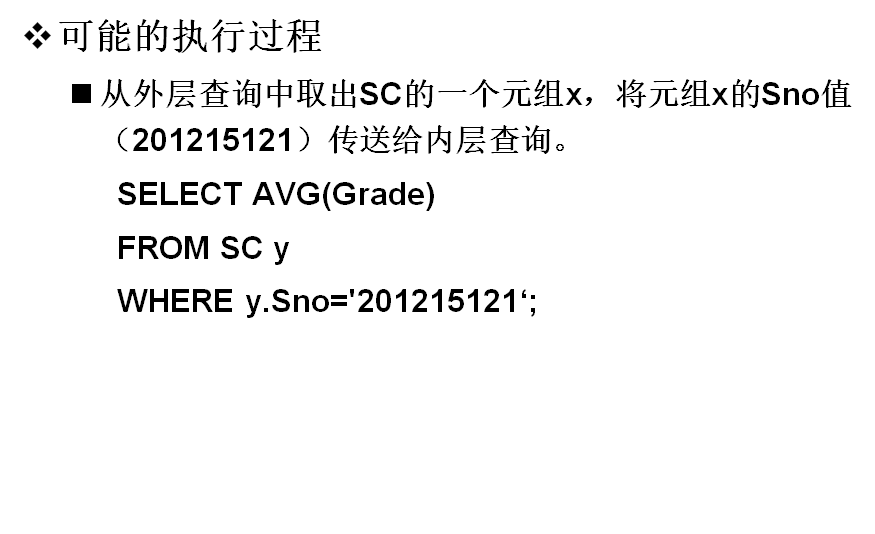 ❖可能的执行过程
■从外层查询中取出SC的一个元组x，将元组x的Sno值
（201215121）传送给内层查询。
SELECT AVG(Grade)
FROM SC y
WHERE y.Sno='201215121‘;